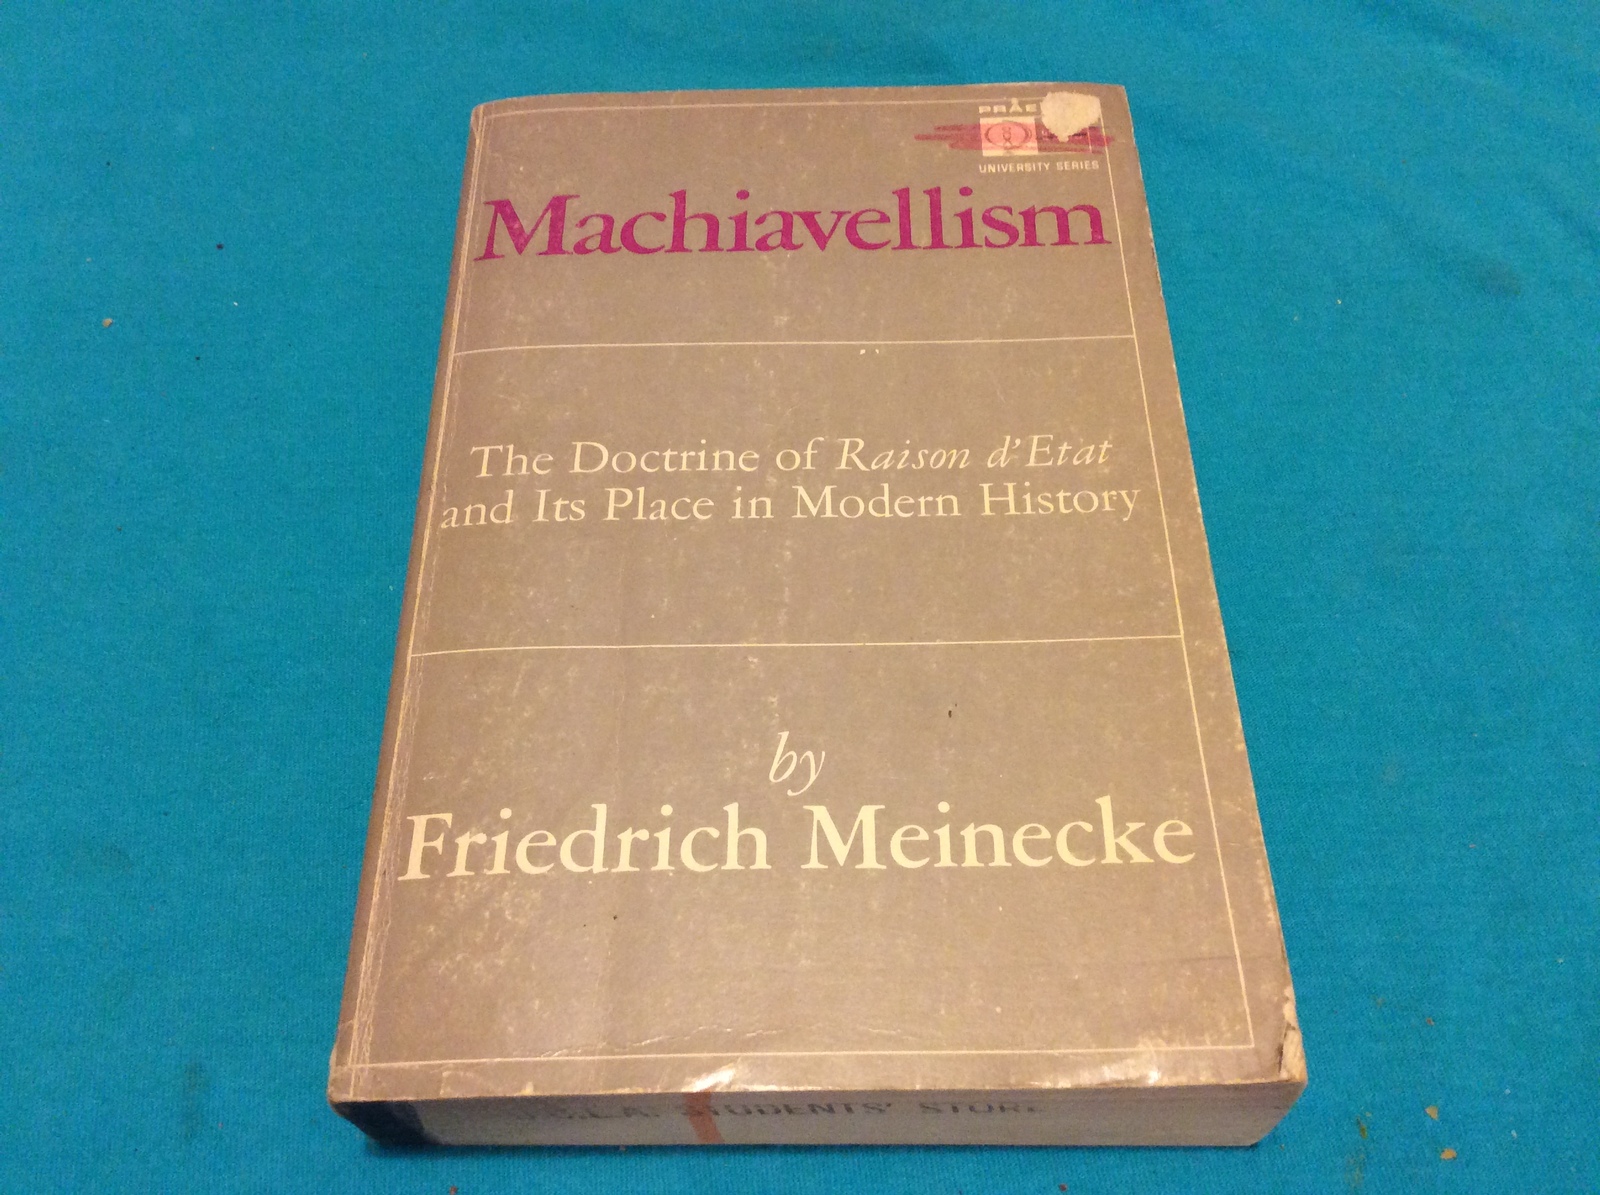 UNIVERSITY SERIES
Machiavellism
The Doctrine of Raison d'Etat
and Its Place in Modern History
by
Friedrich Meinecke
STUDENTS' STORE